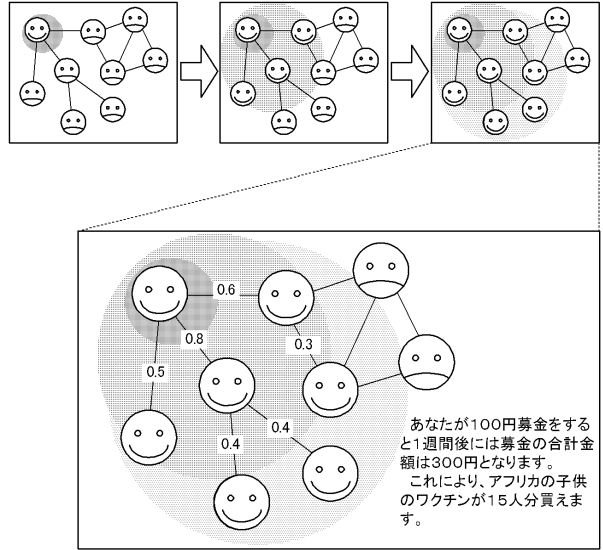 0.6
0.8
0.3
0.5
0.4
0.4
あなたが100円募金をする
と1週間後には募金の合計金
額は300円となります。
これにより、アフリカの子供
のワクチンが15人分買えま
す。